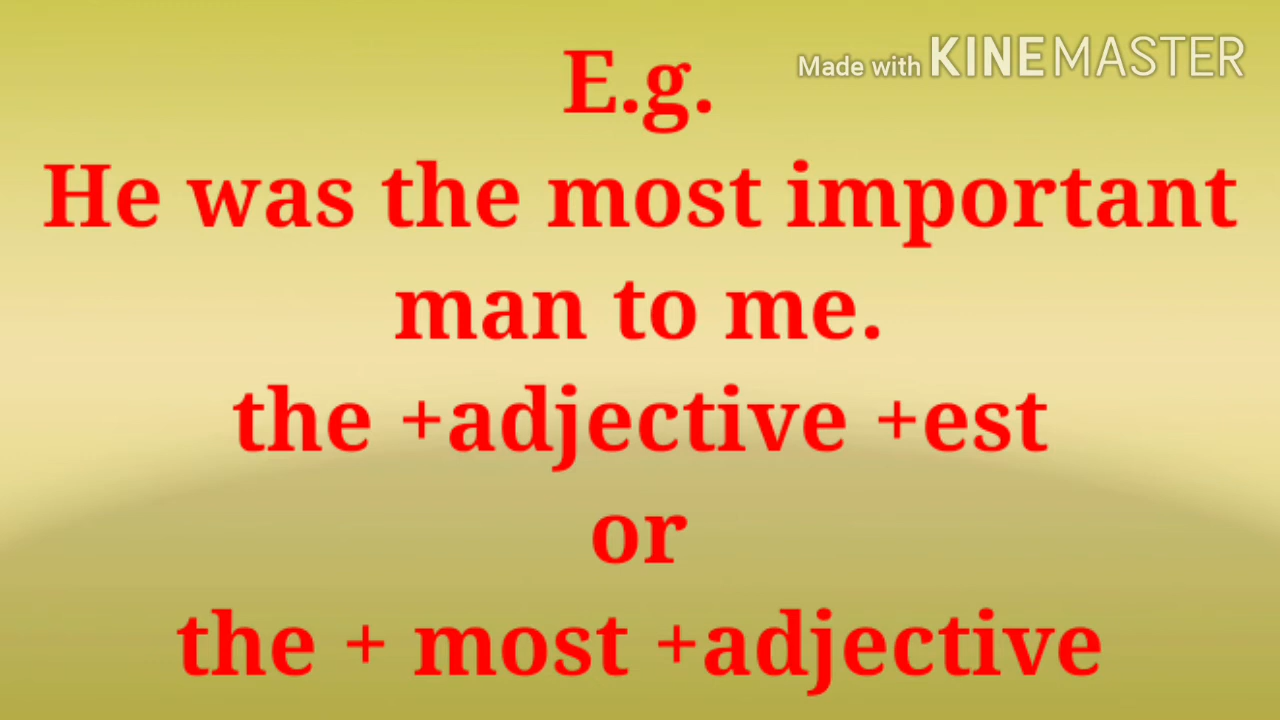 E.g.
Made with KINEMASTER
He was the most important
man to me.
the +adjective +est
or
the + most +adjective